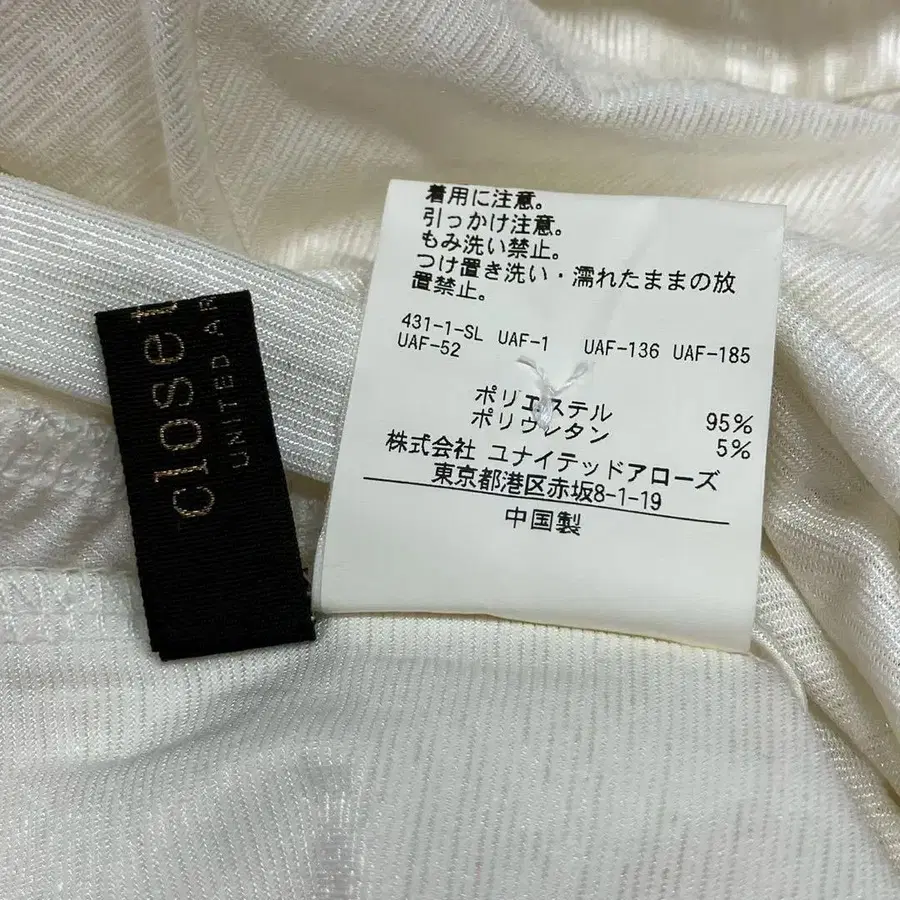 close
UNITED
着用に注意。
引っかけ注意。
もみ洗い禁止。
つけ置き洗い・濡れたままの放
置禁止。
431-1-SL UAF-1 UAF-136 UAF-185
UAF-52
ポリエステル 95%
ポリウレタン 5%
株式会社 ユナイテッドアローズ
東京都港区赤坂8-1-19
中国製